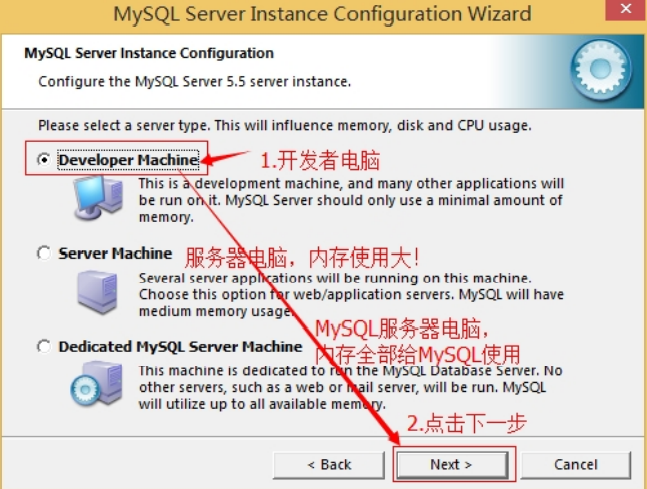 MySQL Server Instance Configuration Wizard
MySQL Server Instance Configuration
Configure the MySQL Server 5.5 server instance.
Please select a server type. This will influence memory, disk and CPU usage.
Developer Machine
1.开发者电脑
This is a development machine, and many other applications will
be run on it. MySQL Server should only use a minimal amount of
memory.
Server Machine
服务器电脑，内存使用大!
Several server applications will be running on this machine.
Choose this option for web/application servers. MySQL will have
medium memory usage.
MySQL服务器电脑，
内存全部给MySQL使用
Dedicated MySQL Server Machine
This machine is dedicated to run the MySQL Database Server. No
other servers, such as a web or mail server, will be run. MySQL
will utilize up to all available memory.
2.点击下一步
< Back
Next >
Cancel